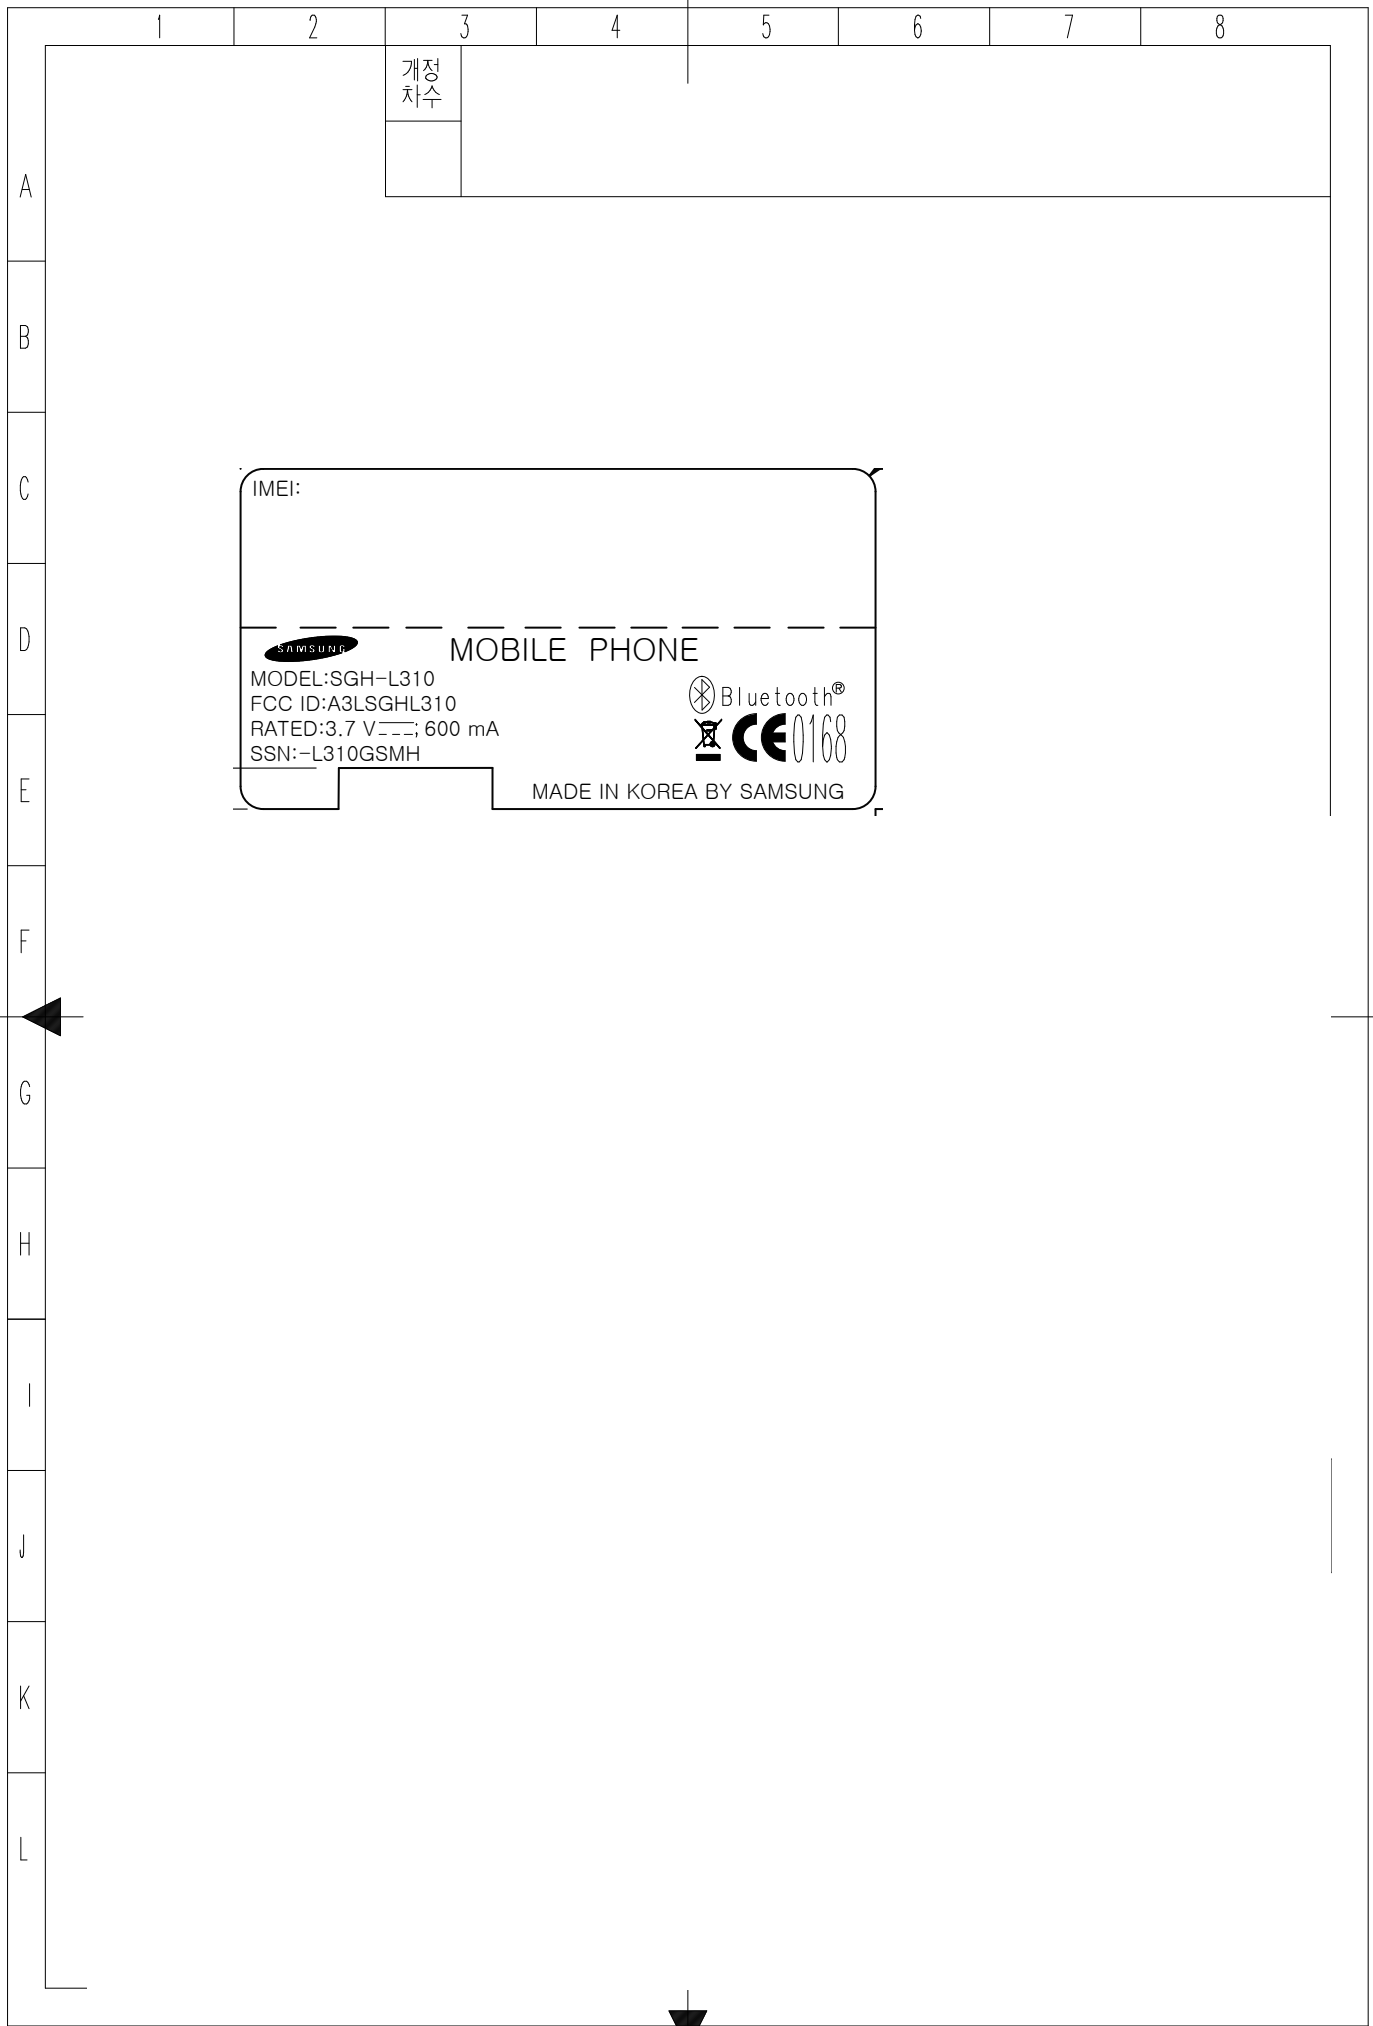 1 2 3 4 5 6 7 8
개정
차수
A
B
C
IMEI:
D
SAMSUNG
MOBILE PHONE
MODEL:SGH-L310
FCC ID:A3LSGHL310
Bluetooth®
RATED:3.7 V⎓; 600 mA
CE0168
SSN:-L310GSMH
E
MADE IN KOREA BY SAMSUNG
F
G
H
I
J
K
L